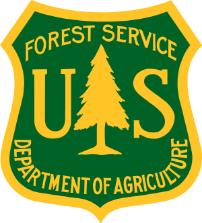 FOREST SERVICE
U S
DEPARTMENT OF AGRICULTURE